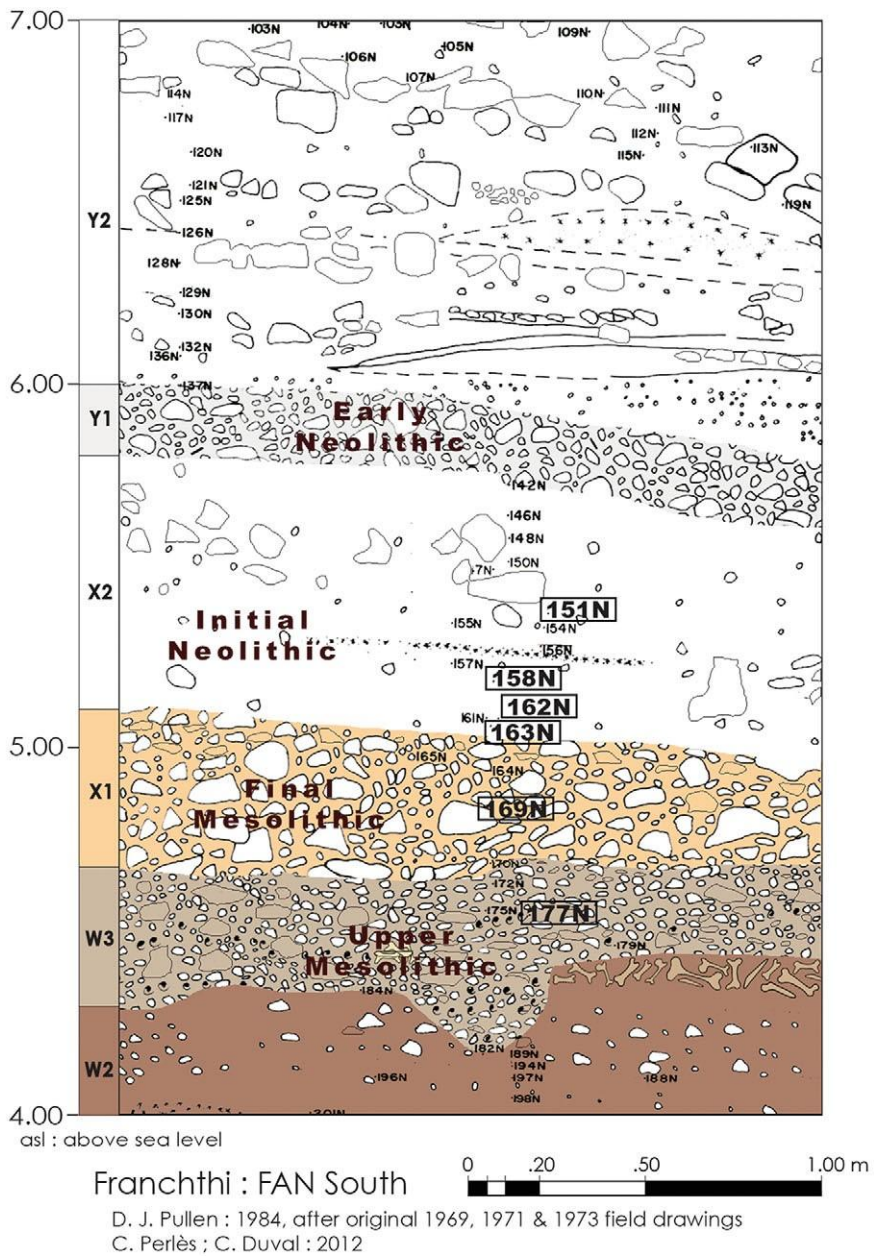 7.00
103N 104N 103N 109N
105N
106N
107N
114N 110N
111N
117N
112N
120N 115N 113N
121N
125N 119N
Y2
126N
128N
129N
130N
132N
136N
6.00
137N
Y1
Early
Neolithic
142N
146N
148N
150N
47N
X2
151N
155N 154N
Initial
Neolithic
156N
157N
158N
162N
161N
163N
5.00
165N
164N
X1
Final
Mesolithic
169N
170N
172N
175N 177N
W3
Upper
Mesolithic
179N
184N
182N
189N
W2
194N
196N 197N 188N
198N
201N
4.00
asl : above sea level
Franchthi : FAN South
0 .20 .50 1.00 m
D. J. Pullen : 1984, after original 1969, 1971 & 1973 field drawings
C. Perlès ; C. Duval : 2012